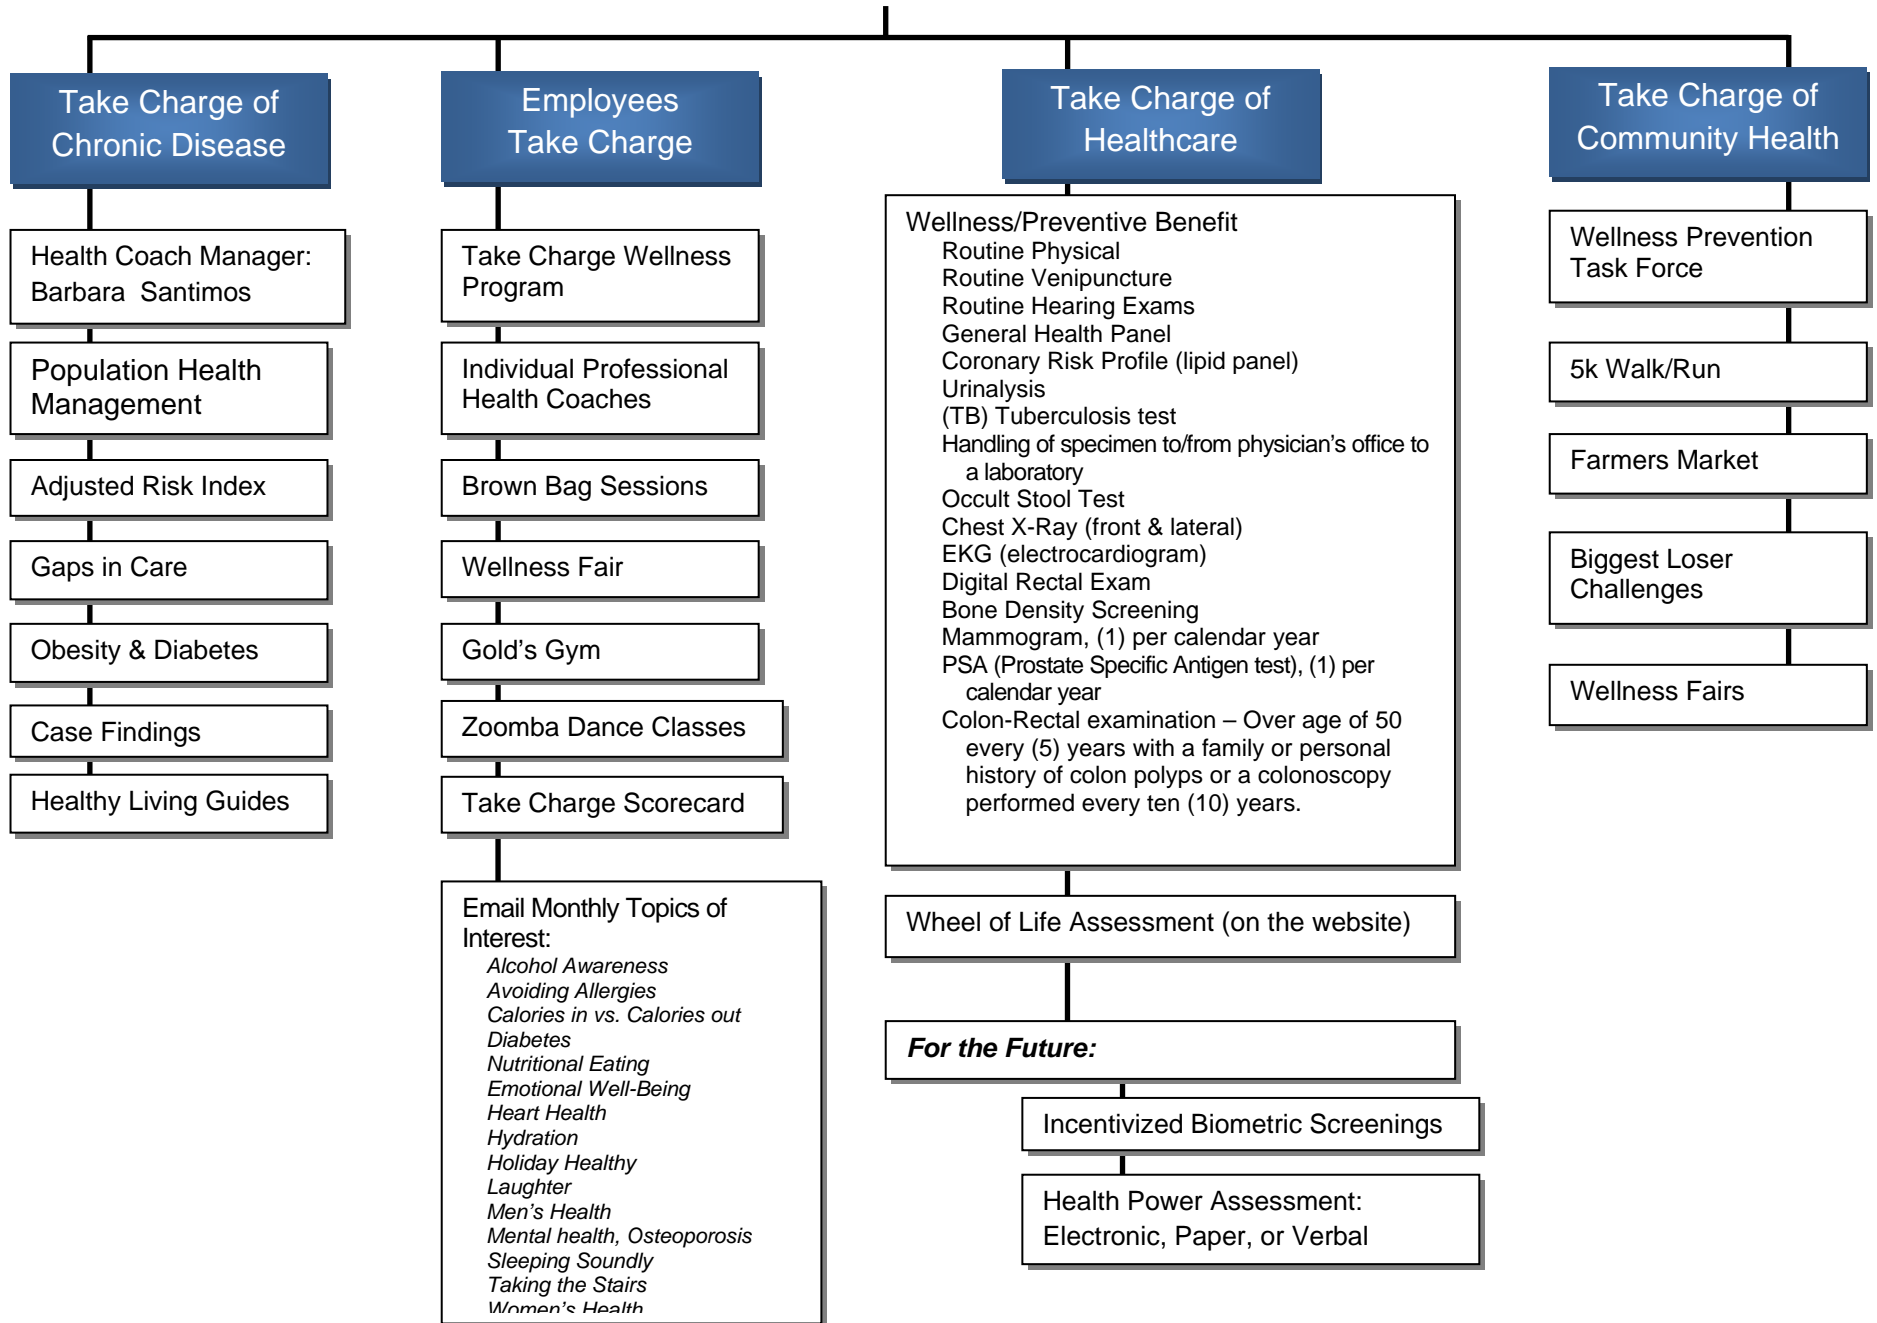 Take Charge of
Chronic Disease
Health Coach Manager:
Barbara Santimos
Population Health
Management
Adjusted Risk Index
Gaps in Care
Obesity & Diabetes
Case Findings
Healthy Living Guides
Employees
Take Charge
Take Charge Wellness
Program
Individual Professional
Health Coaches
Brown Bag Sessions
Wellness Fair
Gold's Gym
Zoomba Dance Classes
Take Charge Scorecard
Email Monthly Topics of
Interest:
Alcohol Awareness
Avoiding Allergies
Calories in vs. Calories out
Diabetes
Nutritional Eating
Emotional Well-Being
Heart Health
Hydration
Holiday Healthy
Laughter
Men's Health
Mental health, Osteoporosis
Sleeping Soundly
Taking the Stairs
Women's Health
Take Charge of
Healthcare
Wellness/Preventive Benefit
Routine Physical
Routine Venipuncture
Routine Hearing Exams
General Health Panel
Coronary Risk Profile (lipid panel)
Urinalysis
(TB) Tuberculosis test
Handling of specimen to/from physician's office to
a laboratory
Occult Stool Test
Chest X-Ray (front & lateral)
EKG (electrocardiogram)
Digital Rectal Exam
Bone Density Screening
Mammogram, (1) per calendar year
PSA (Prostate Specific Antigen test), (1) per
calendar year
Colon-Rectal examination – Over age of 50
every (5) years with a family or personal
history of colon polyps or a colonoscopy
performed every ten (10) years.
Wheel of Life Assessment (on the website)
For the Future:
Incentivized Biometric Screenings
Health Power Assessment:
Electronic, Paper, or Verbal
Take Charge of
Community Health
Wellness Prevention
Task Force
5k Walk/Run
Farmers Market
Biggest Loser
Challenges
Wellness Fairs